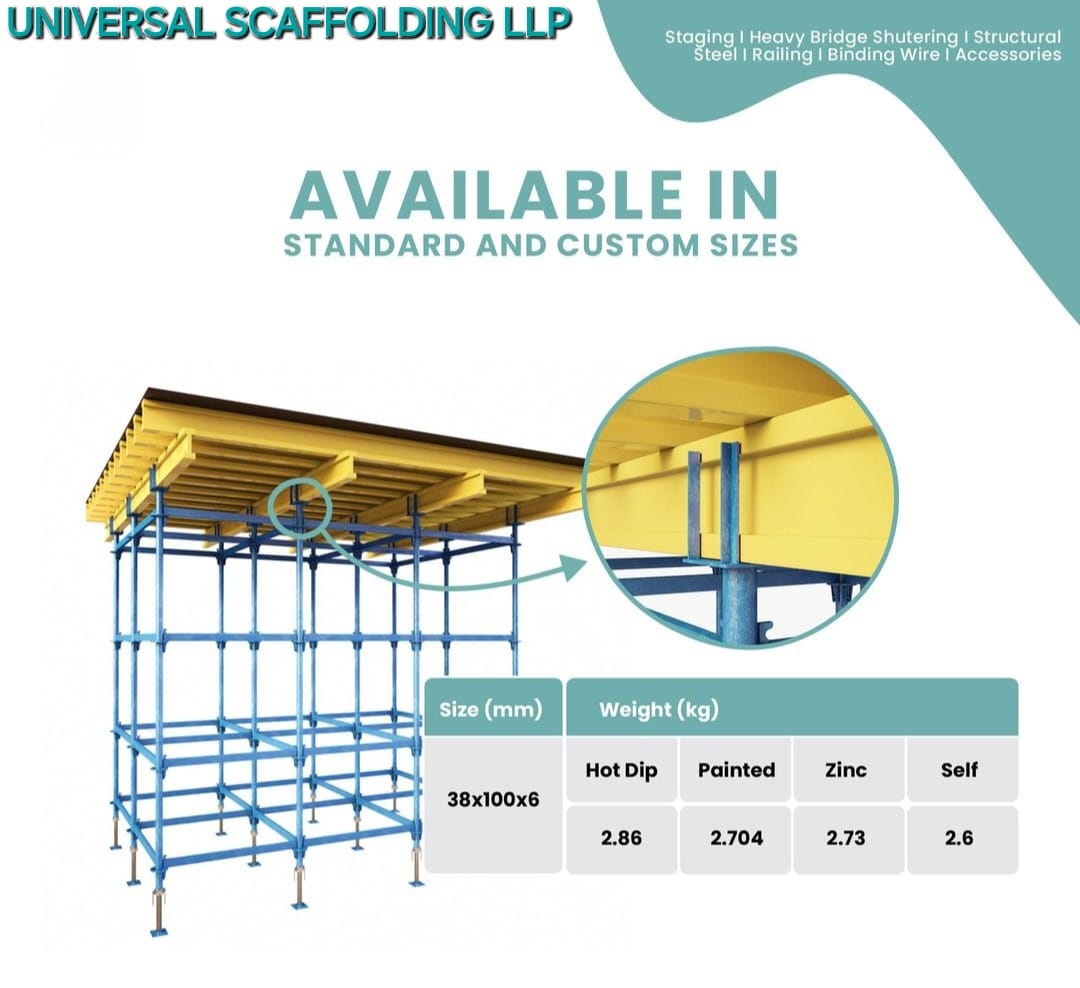 UNIVERSAL SCAFFOLDING LLP
Staging I Heavy Bridge Shutering I Structural
Steel I Railing I Binding Wire I Accessories
AVAILABLE IN
STANDARD AND CUSTOM SIZES
Size (mm) Weight (kg)
Hot Dip Painted Zinc Self
38x100x6
2.86 2.704 2.73 2.6